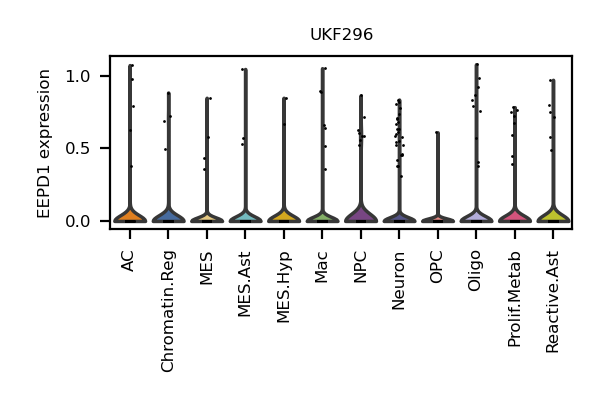 UKF296
EEPD1 expression
1.0
0.5
0.0
AC
Chromatin.Reg
MES
MES.Ast
MES.Hyp
Mac
NPC
Neuron
OPC
Oligo
Prolif.Metab
Reactive.Ast